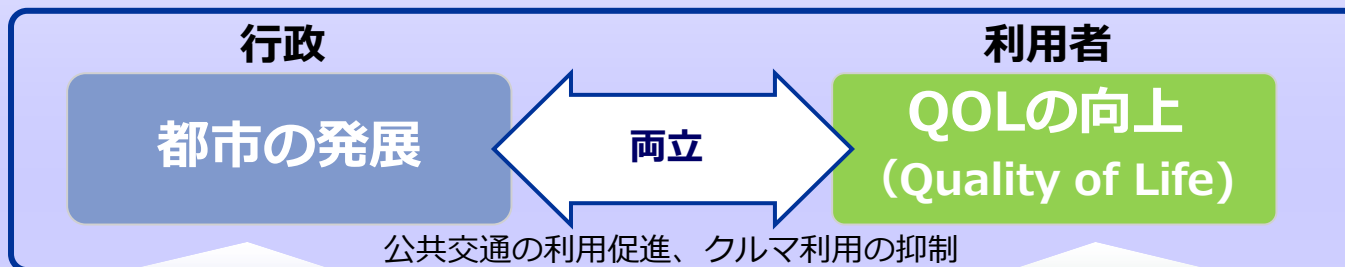 行政
利用者
都市の発展
両立
QOLの向上
（Quality of Life）
公共交通の利用促進、クルマ利用の抑制